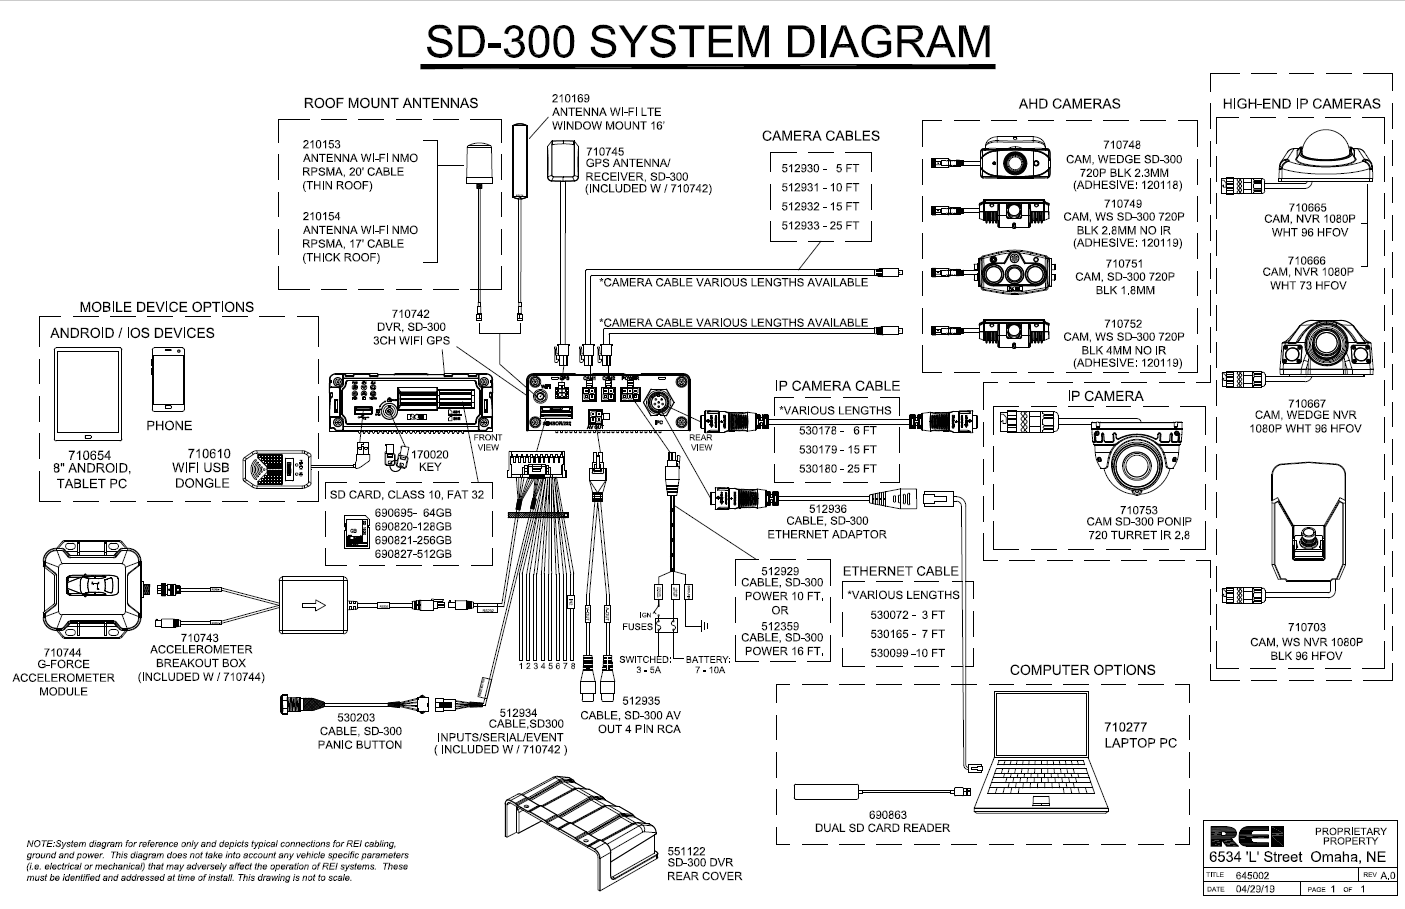 SD-300 SYSTEM DIAGRAM
ROOF MOUNT ANTENNAS
210153
ANTENNA WI-FI NMO
RPSMA, 20' CABLE
(THIN ROOF)
210154
ANTENNA WI-FI NMO
RPSMA, 17' CABLE
(THICK ROOF)
210169
ANTENNA WI-FI LTE
WINDOW MOUNT 16'
710745
GPS ANTENNA/
RECEIVER, SD-300
(INCLUDED W / 710742)
CAMERA CABLES
512930 - 5 FT
512931 - 10 FT
512932 - 15 FT
512933 - 25 FT
*CAMERA CABLE VARIOUS LENGTHS AVAILABLE
*CAMERA CABLE VARIOUS LENGTHS AVAILABLE
AHD CAMERAS
710748
CAM, WEDGE SD-300
720P BLK 2.3MM
(ADHESIVE: 120118)
710749
CAM, WS SD-300 720P
BLK 2.8MM NO IR
(ADHESIVE: 120119)
710751
CAM, SD-300 720P
BLK 1.8MM
710752
CAM, WS SD-300 720P
BLK 4MM NO IR
(ADHESIVE: 120119)
HIGH-END IP CAMERAS
710665
CAM, NVR 1080P
WHT 96 HFOV
710666
CAM, NVR 1080P
WHT 73 HFOV
710667
CAM, WEDGE NVR
1080P WHT 96 HFOV
710703
CAM, WS NVR 1080P
BLK 96 HFOV
MOBILE DEVICE OPTIONS
ANDROID / IOS DEVICES
PHONE
710654
8" ANDROID,
TABLET PC
710610
WIFI USB
DONGLE
710742
DVR, SD-300
3CH WIFI GPS
FRONT
VIEW
170020
KEY
SD CARD, CLASS 10, FAT 32
690695- 64GB
690820-128GB
690821-256GB
690827-512GB
GB
WIFI
GPS
CAM1
CAM2
POWER
AV OUT
IPC
REAR
VIEW
IP CAMERA CABLE
*VARIOUS LENGTHS
530178 - 6 FT
530179 - 15 FT
530180 - 25 FT
IP CAMERA
710753
CAM SD-300 PONIP
720 TURRET IR 2,8
512936
CABLE, SD-300
ETHERNET ADAPTOR
512929
CABLE, SD-300
POWER 10 FT.
OR
512359
CABLE, SD-300
POWER 16 FT.
ETHERNET CABLE
*VARIOUS LENGTHS
530072 - 3 FT
530165 - 7 FT
530099 -10 FT
IGN
FUSES
SWITCHED:
3 - 5A
BATTERY:
7 - 10A
1 2 3 4 5 6 7 8
710744
G-FORCE
ACCELEROMETER
MODULE
710743
ACCELEROMETER
BREAKOUT BOX
(INCLUDED W / 710744)
530203
CABLE, SD-300
PANIC BUTTON
512934
CABLE,SD300
INPUTS/SERIAL/EVENT
( INCLUDED W / 710742 )
512935
CABLE, SD-300 AV
OUT 4 PIN RCA
COMPUTER OPTIONS
710277
LAPTOP PC
690863
DUAL SD CARD READER
551122
SD-300 DVR
REAR COVER
NOTE:System diagram for reference only and depicts typical connections for REI cabling,
ground and power. This diagram does not take into account any vehicle specific parameters
(i.e. electrical or mechanical) that may adversely affect the operation of REI systems. These
must be identified and addressed at time of install. This drawing is not to scale.
REI
PROPRIETARY
PROPERTY
6534 'L' Street Omaha, NE
TITLE 645002 REV A.0
DATE 04/29/19 PAGE 1 OF 1